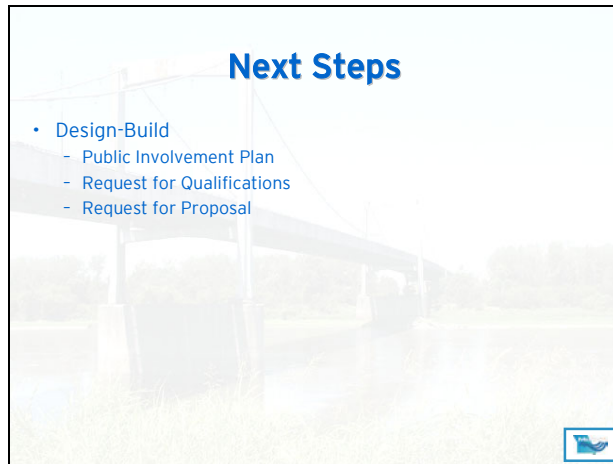 Next Steps
• Design-Build
– Public Involvement Plan
– Request for Qualifications
– Request for Proposal